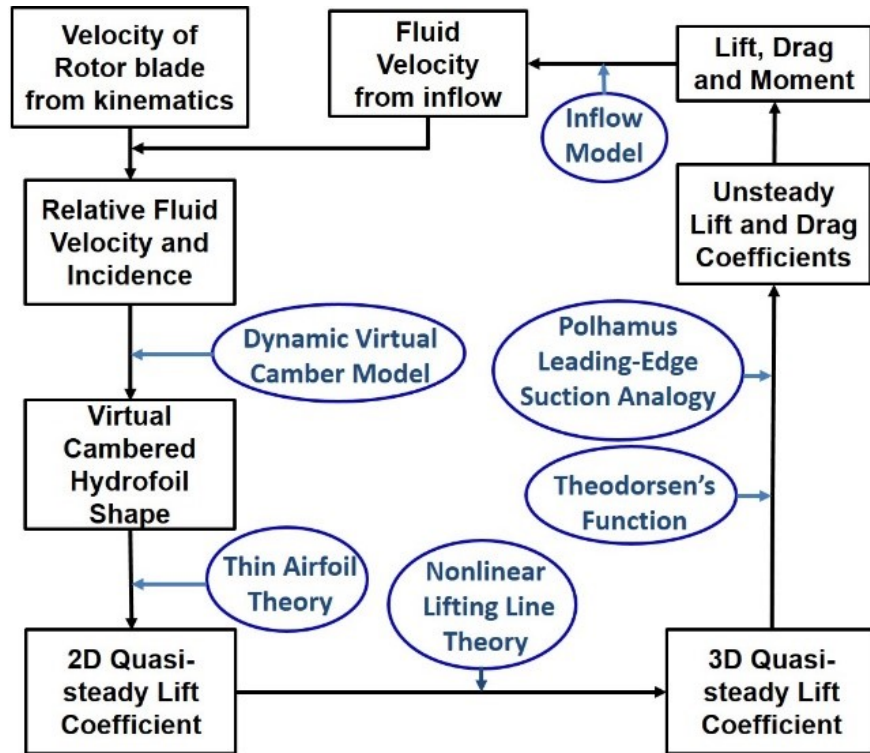 Velocity of
Rotor blade
from kinematics
Fluid
Velocity
from inflow
Lift, Drag
and Moment
Inflow
Model
Relative Fluid
Velocity and
Incidence
Unsteady
Lift and Drag
Coefficients
Dynamic Virtual
Camber Model
Polhamus
Leading-Edge
Suction Analogy
Virtual
Cambered
Hydrofoil
Shape
Theodorsen's
Function
Thin Airfoil
Theory
Nonlinear
Lifting Line
Theory
2D Quasi-
steady Lift
Coefficient
3D Quasi-
steady Lift
Coefficient